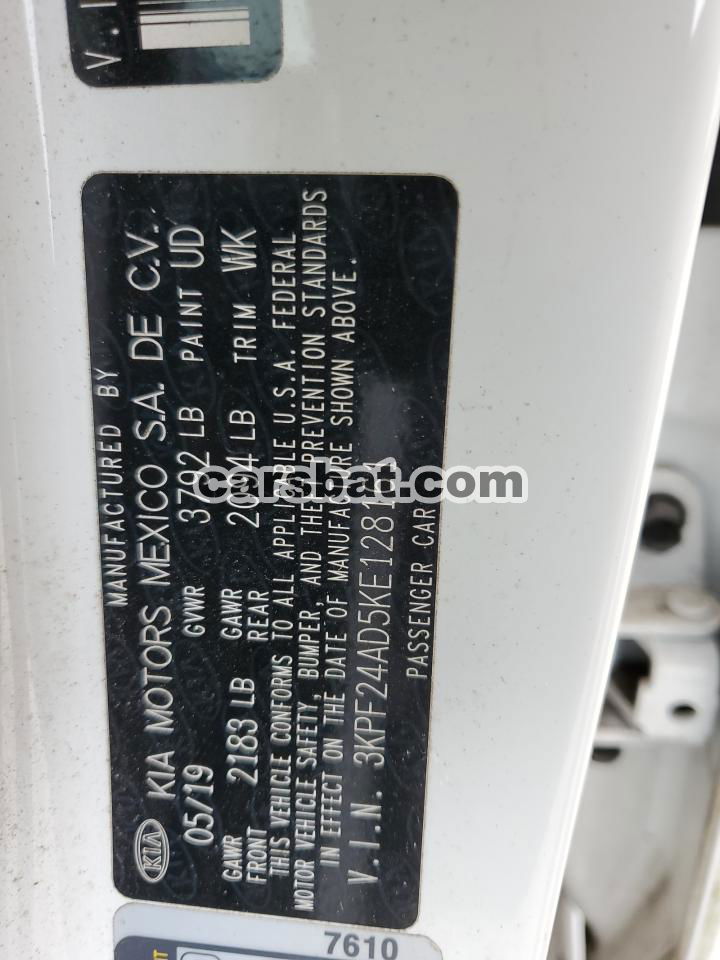 MANUFACTURED BY
KIA KIA MOTORS MEXICO S.A. DE C.V.
05/19 GVWR 3792 LB PAINT UD
GAWR FRONT 2183 LB GAWR REAR LB TRIM WK
THIS VEHICLE CONFORMS TO ALL APPLICABLE U.S.A. FEDERAL
MOTOR VEHICLE SAFETY, BUMPER, AND THEFT PREVENTION STANDARDS
IN EFFECT ON THE DATE OF MANUFACTURE SHOWN ABOVE.
V.I.N.
PASSENGER CAR
carsbat.com
7610